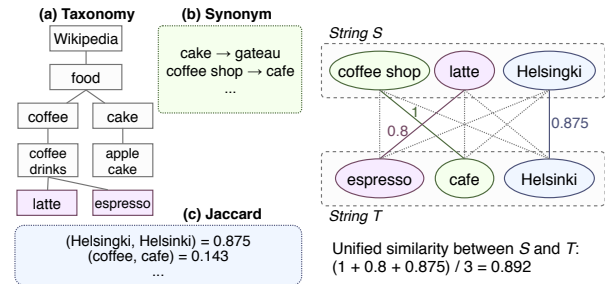 (a) Taxonomy
Wikipedia
food
coffee
cake
coffee
drinks
apple
cake
latte
espresso
(b) Synonym
cake → gateau
coffee shop → cafe
...
(c) Jaccard
(Helsingki, Helsinki) = 0.875
(coffee, cafe) = 0.143
...
String S
coffee shop
latte
Helsingki
1
0.8
0.875
espresso
cafe
Helsinki
String T
Unified similarity between S and T:
(1 + 0.8 + 0.875) / 3 = 0.892